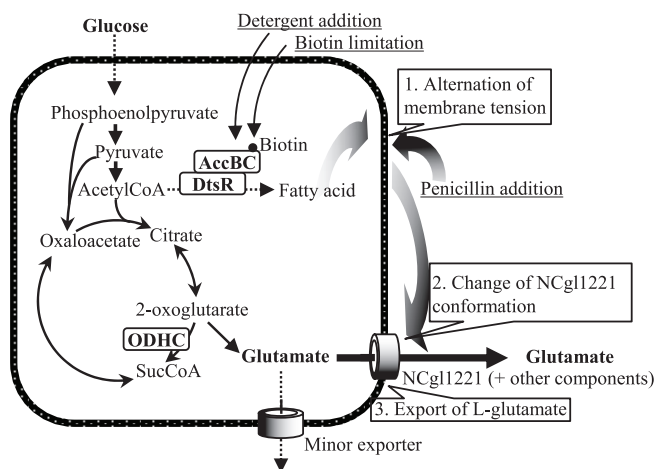 Glucose
Detergent addition
Biotin limitation
1. Alternation of
membrane tension
Phosphoenolpyruvate
Pyruvate
Biotin
AccBC
AcetylCoA
DtsR
Fatty acid
Penicillin addition
Oxaloacetate
Citrate
2. Change of NCgl1221
conformation
2-oxoglutarate
ODHC
SucCoA
Glutamate
Glutamate
NCgl1221 (+ other components)
3. Export of L-glutamate
Minor exporter